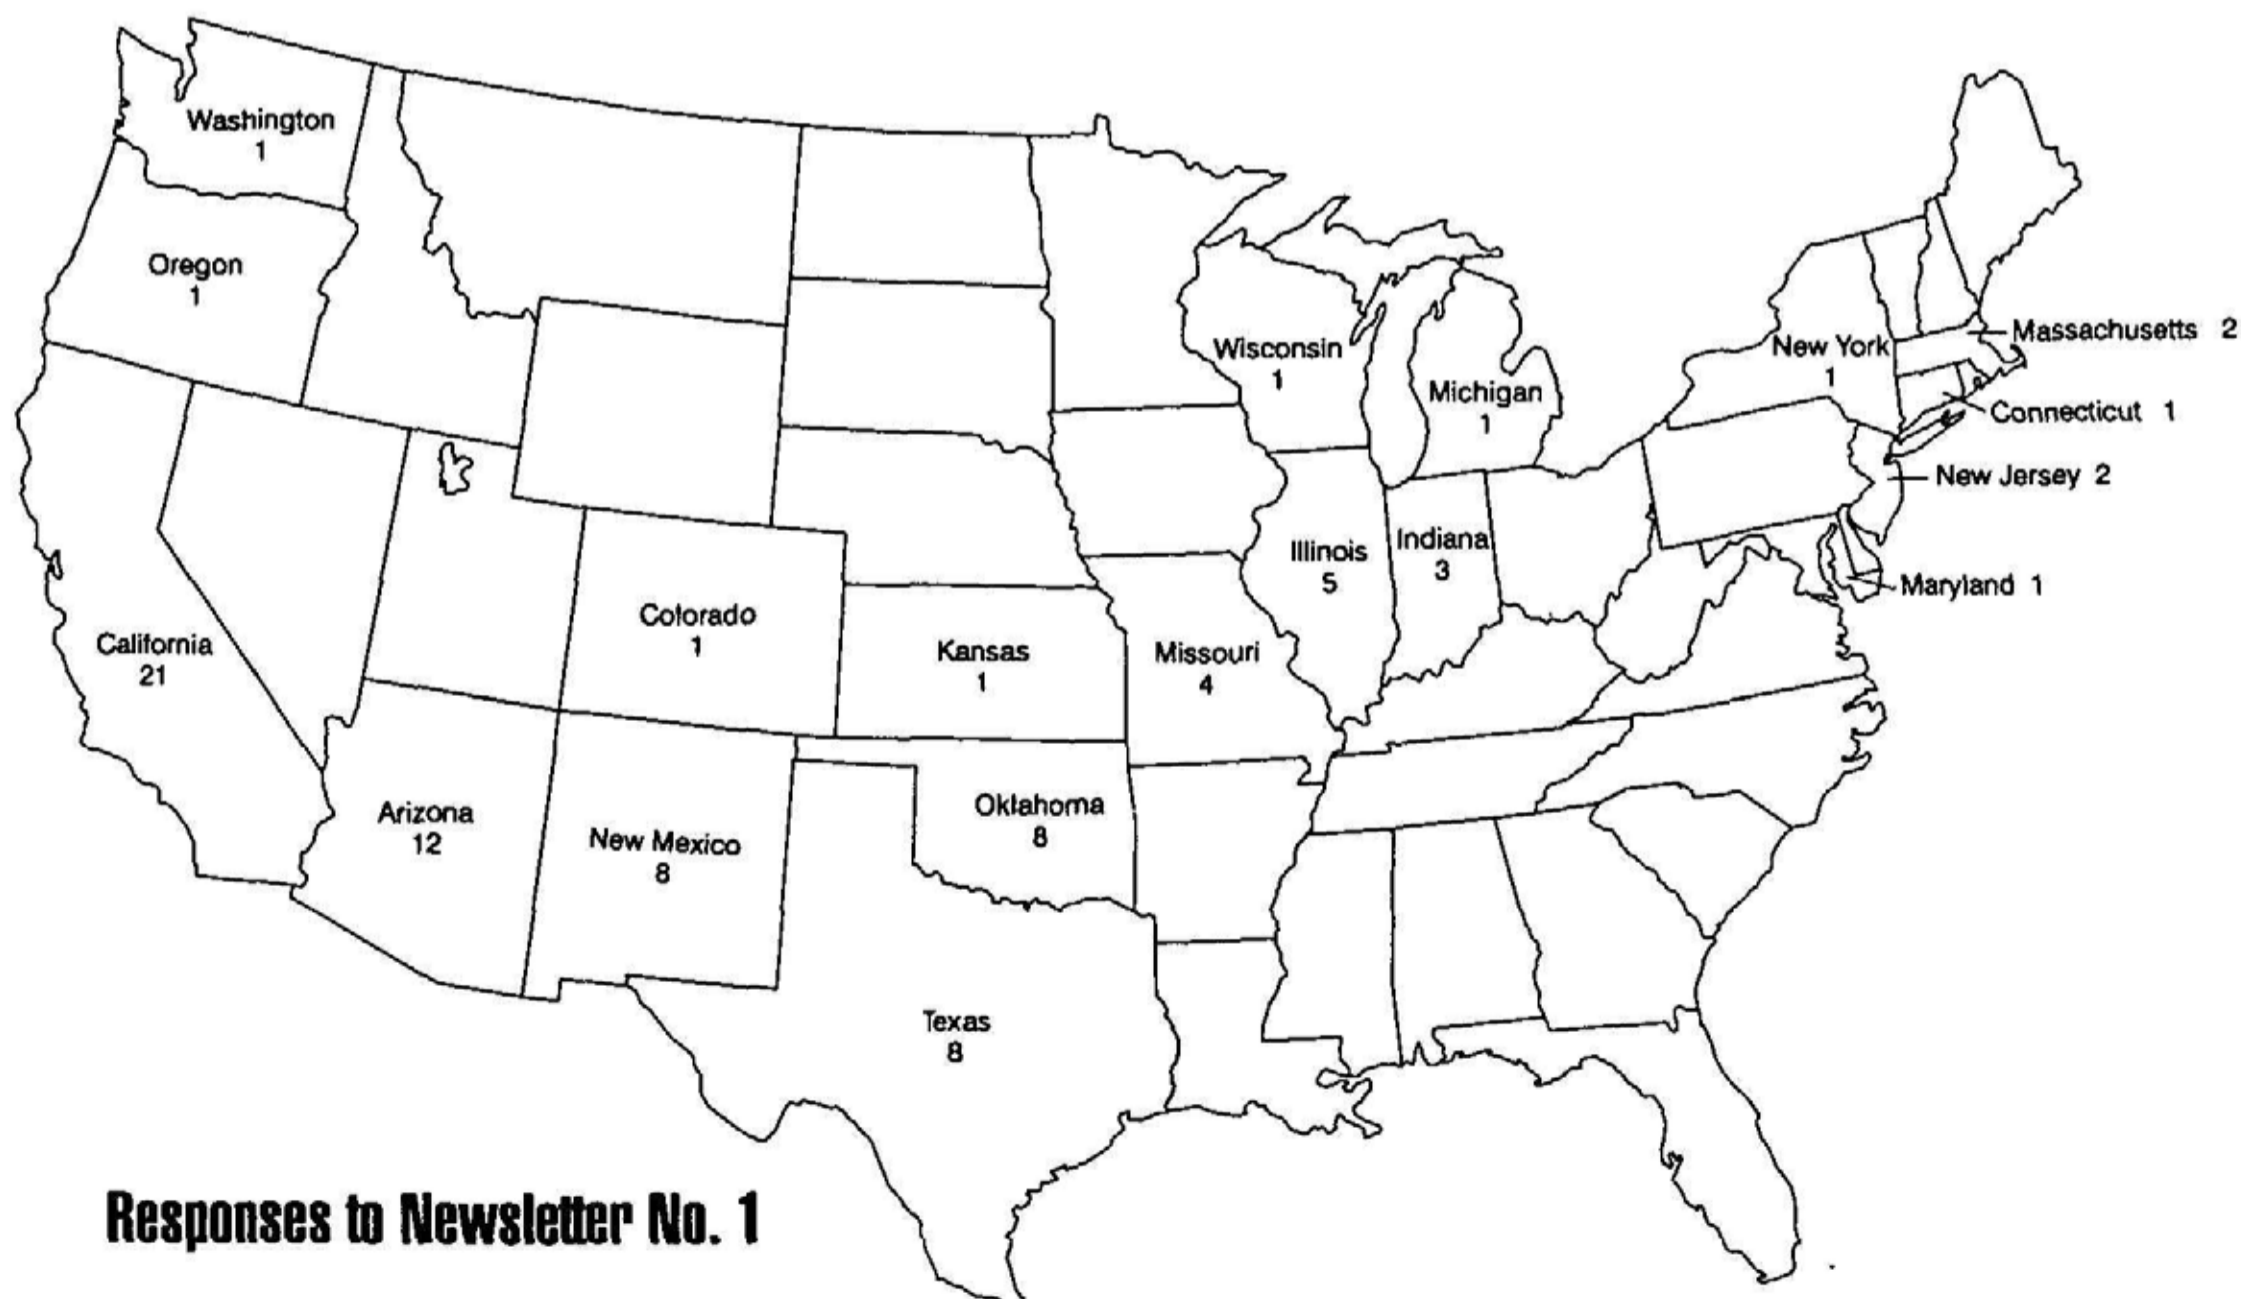 Washington
1
Oregon
1
Wisconsin
1
Michigan
1
New York
1
Massachusetts 2
Connecticut 1
New Jersey 2
Maryland 1
Illinois
5
Indiana
3
Colorado
1
Kansas
1
Missouri
4
California
21
Arizona
12
New Mexico
8
Oklahoma
8
Texas
8
Responses to Newsletter No. 1